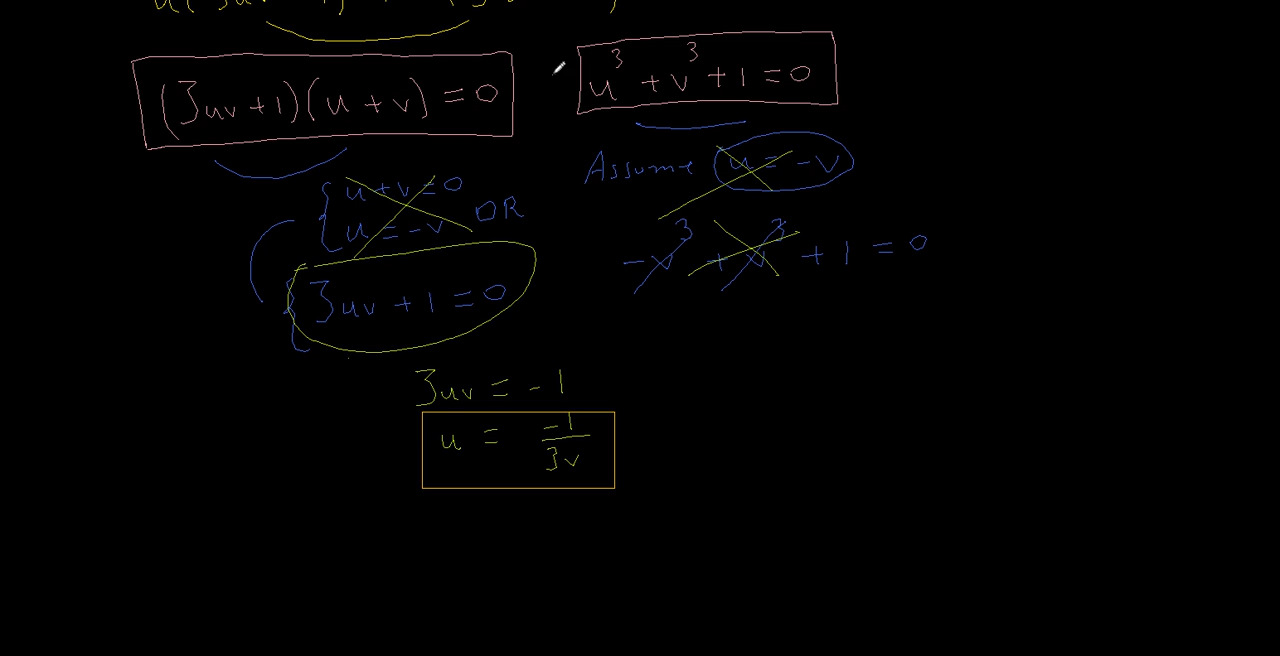 (3uv+1)(u+v)=0
u³+v³+1=0
Assume u=-v
u+v=0
u=-v
OR
-v³+v³+1=0
3uv+1=0
3uv=-1
u=-1/3v